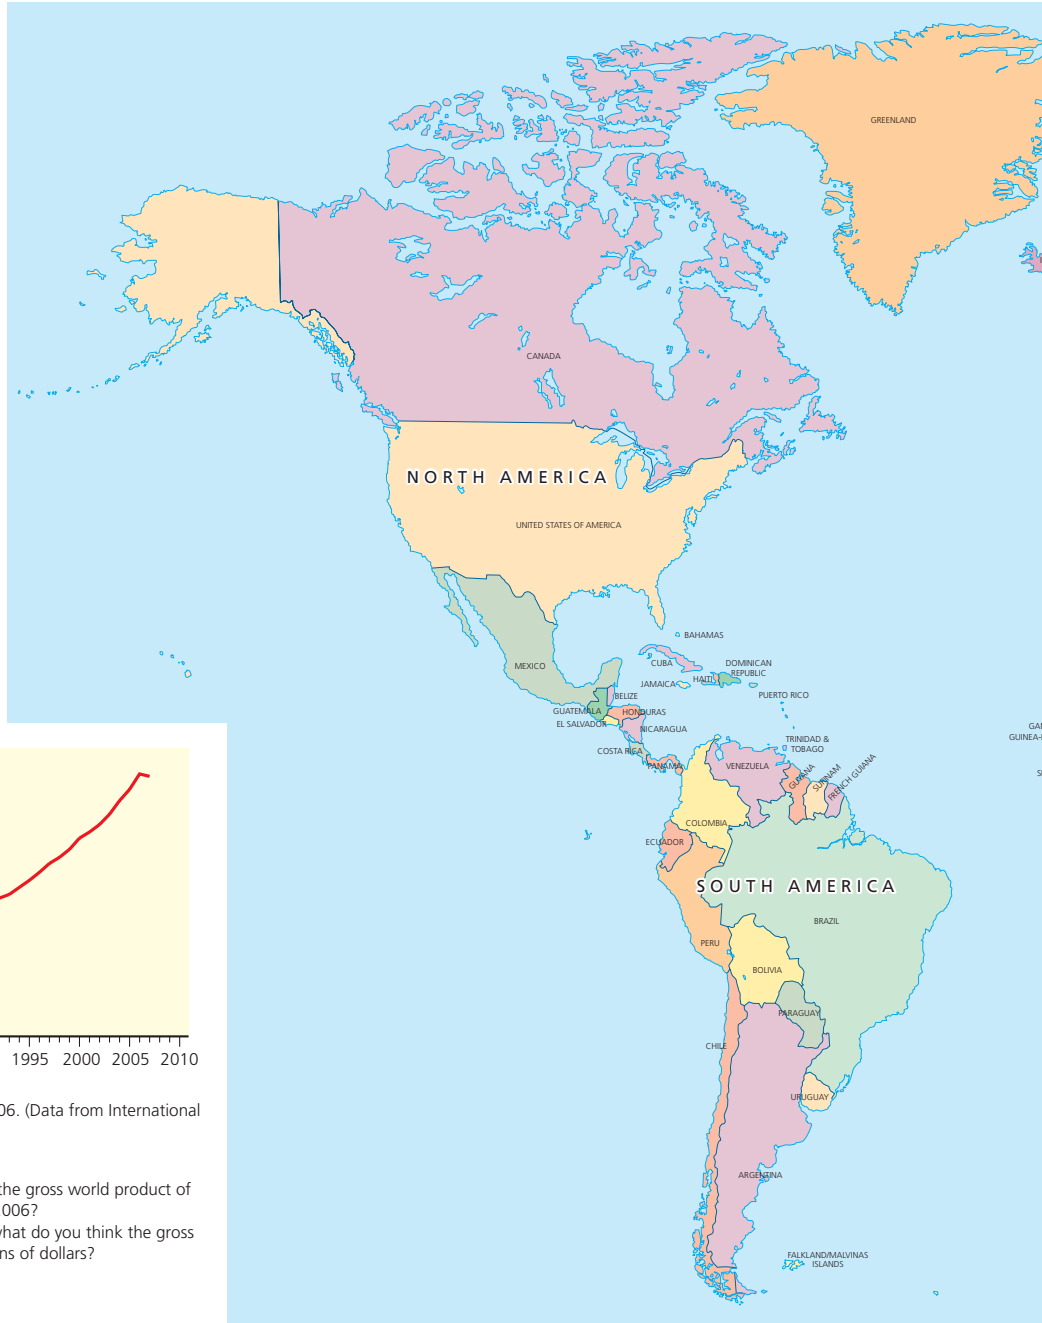 GREENLAND
CANADA
NORTH AMERICA
UNITED STATES OF AMERICA
BAHAMAS
MEXICO
CUBA
DOMINICAN
REPUBLIC
HAITI
JAMAICA
PUERTO RICO
BELIZE
GUATEMALA
HONDURAS
EL SALVADOR
NICARAGUA
GAM
GUINEA-
TRINIDAD &
TOBAGO
COSTA RICA
PANAMA
VENEZUELA
GUYANA
SURINAM
FRENCH GUIANA
COLOMBIA
ECUADOR
SOUTH AMERICA
BRAZIL
PERU
BOLIVIA
PARAGUAY
CHILE
URUGUAY
ARGENTINA
FALKLAND/MALVINAS
ISLANDS
1995 2000 2005 2010
06. (Data from International
the gross world product of
006?
what do you think the gross
ns of dollars?